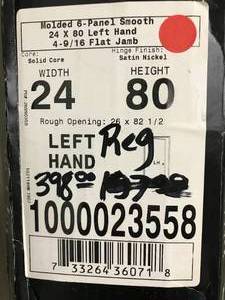 Molded 6-Panel Smooth
24 X 80 Left Hand
4-9/16 Flat Jamb
Core: Hinge Finish:
Solid Core Satin Nickel
WIDTH HEIGHT
24 80
Rough Opening: 26 x 82 1/2
LEFT Reg
HAND
398.00
1000023558
7 33264 36071 8